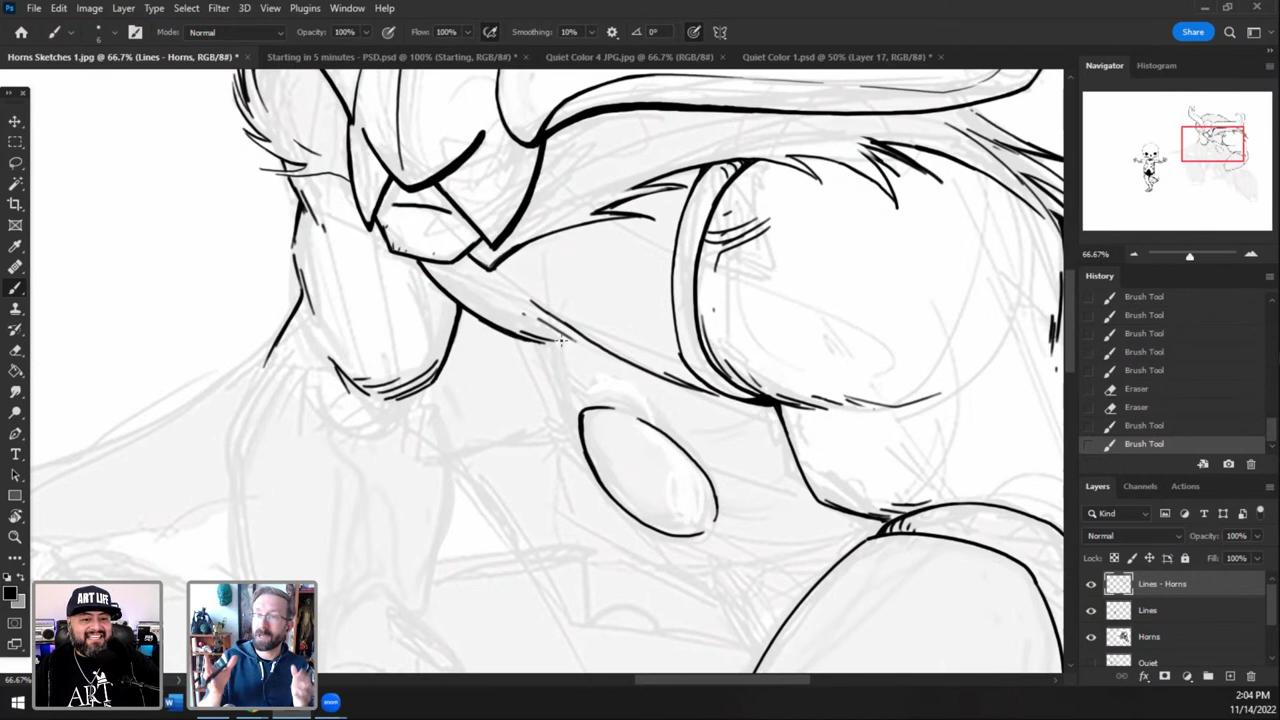 Ps File Edit Image Layer Type Select Filter 3D View Plugins Window Help
6 Mode: Normal Opacity: 100% Flow: 100% Smoothing: 10% 0° Share
Horns Sketches 1.jpg @ 66.7% (Lines - Horns, RGB/8#) * × Starting in 5 minutes - PSD.psd @ 100% (Starting, RGB/8#) * × Quiet Color 4 JPG.jpg @ 66.7% (RGB/8#) × Quiet Color 1.psd @ 50% (Layer 17, RGB/8#) * ×
Navigator Histogram
66.67%
History
Brush Tool
Brush Tool
Brush Tool
Brush Tool
Brush Tool
Eraser
Eraser
Brush Tool
Brush Tool
Layers Channels Actions
Kind
Normal Opacity: 100%
Lock: Fill: 100%
Lines - Horns
Lines
Horns
Quiet
ART LIFE
ART
66.67%
zoom
2:04 PM
11/14/2022